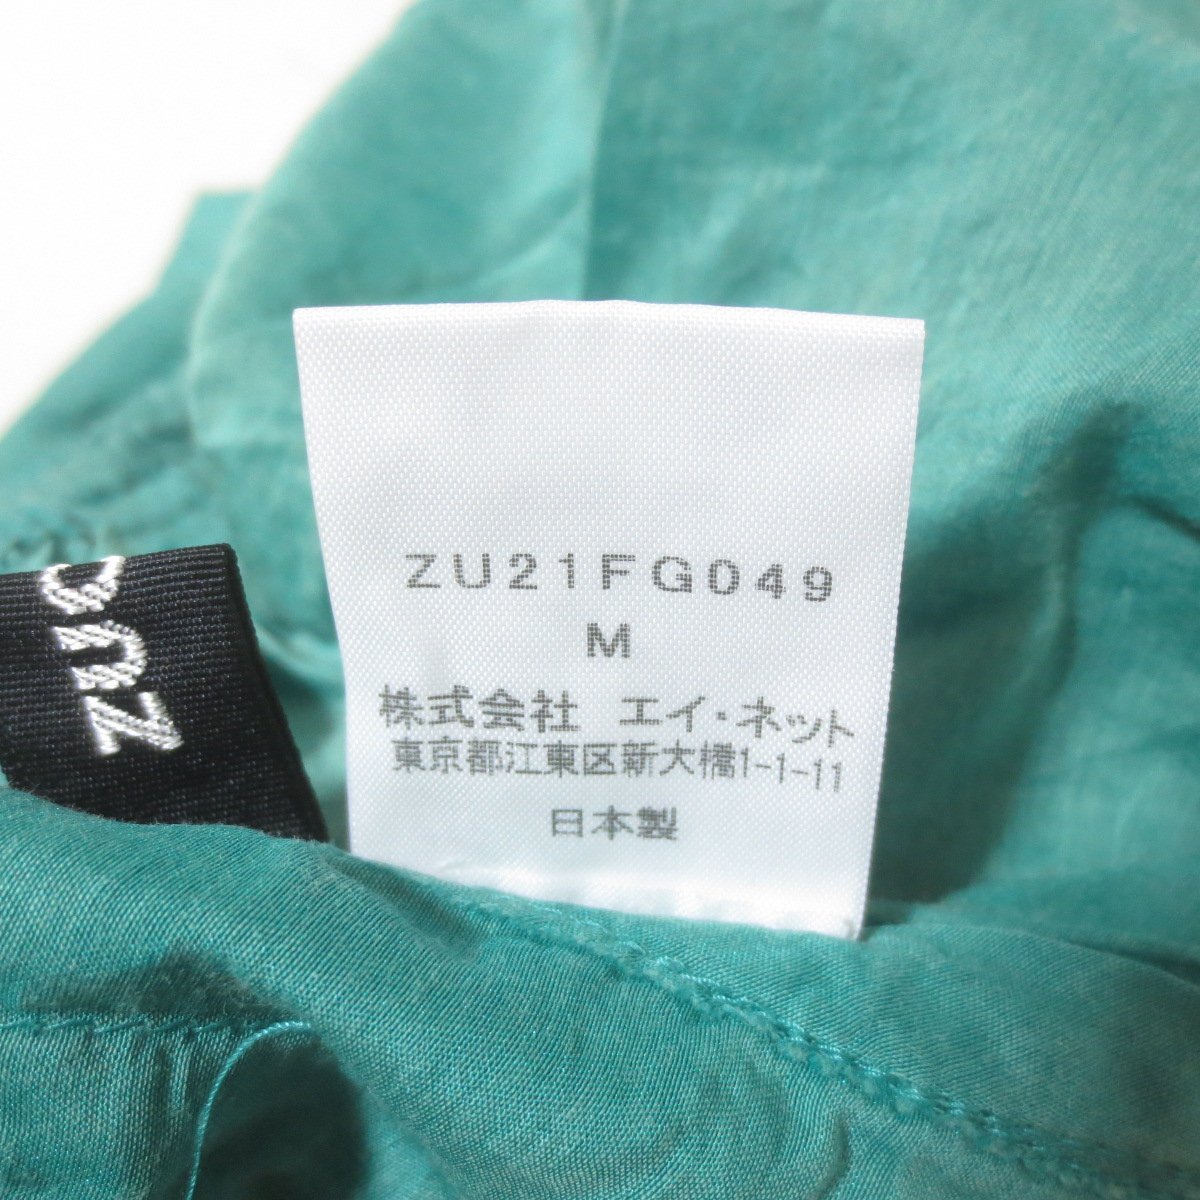 ZU21FG049
M
株式会社 エイ・ネット
東京都江東区新大橋1-1-11
日本製
ZUC